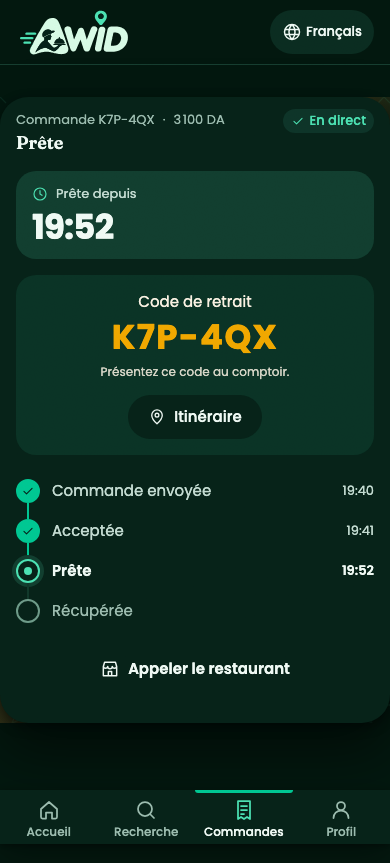 AWID
Français
Commande K7P-4QX · 3 100 DA
En direct
Prête
Prête depuis
19:52
Code de retrait
K7P-4QX
Présentez ce code au comptoir.
Itinéraire
Commande envoyée 19:40
Acceptée 19:41
Prête 19:52
Récupérée
Appeler le restaurant
Accueil Recherche Commandes Profil